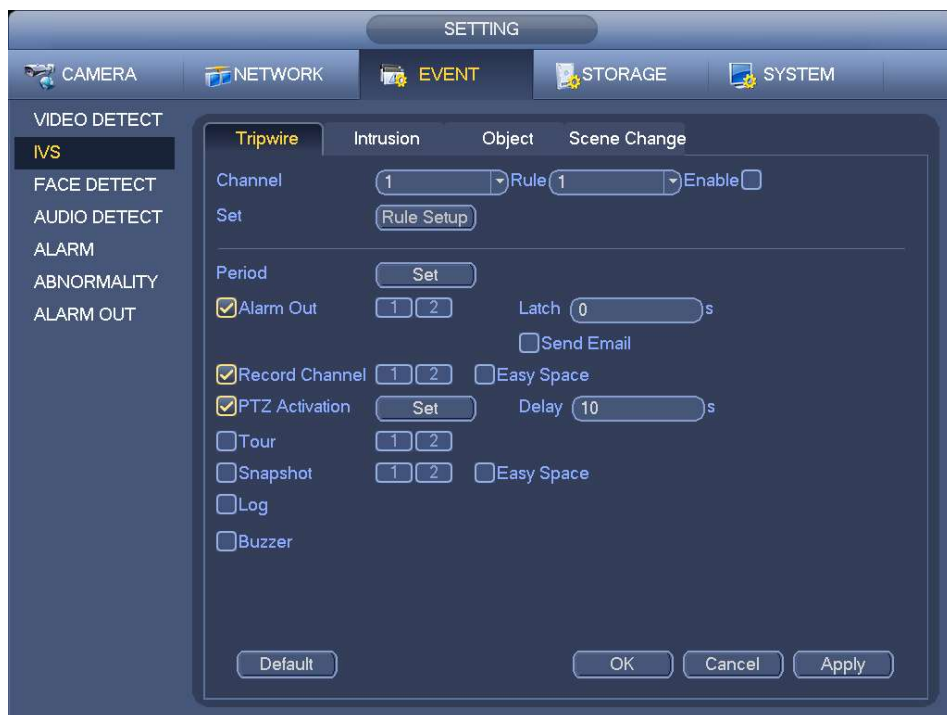 SETTING
CAMERA NETWORK EVENT STORAGE SYSTEM
VIDEO DETECT
IVS
FACE DETECT
AUDIO DETECT
ALARM
ABNORMALITY
ALARM OUT
Tripwire Intrusion Object Scene Change
Channel 1 Rule 1 Enable
Set Rule Setup
Period Set
Alarm Out 1 2 Latch 0 s
Send Email
Record Channel 1 2 Easy Space
PTZ Activation Set Delay 10 s
Tour 1 2
Snapshot 1 2 Easy Space
Log
Buzzer
Default OK Cancel Apply